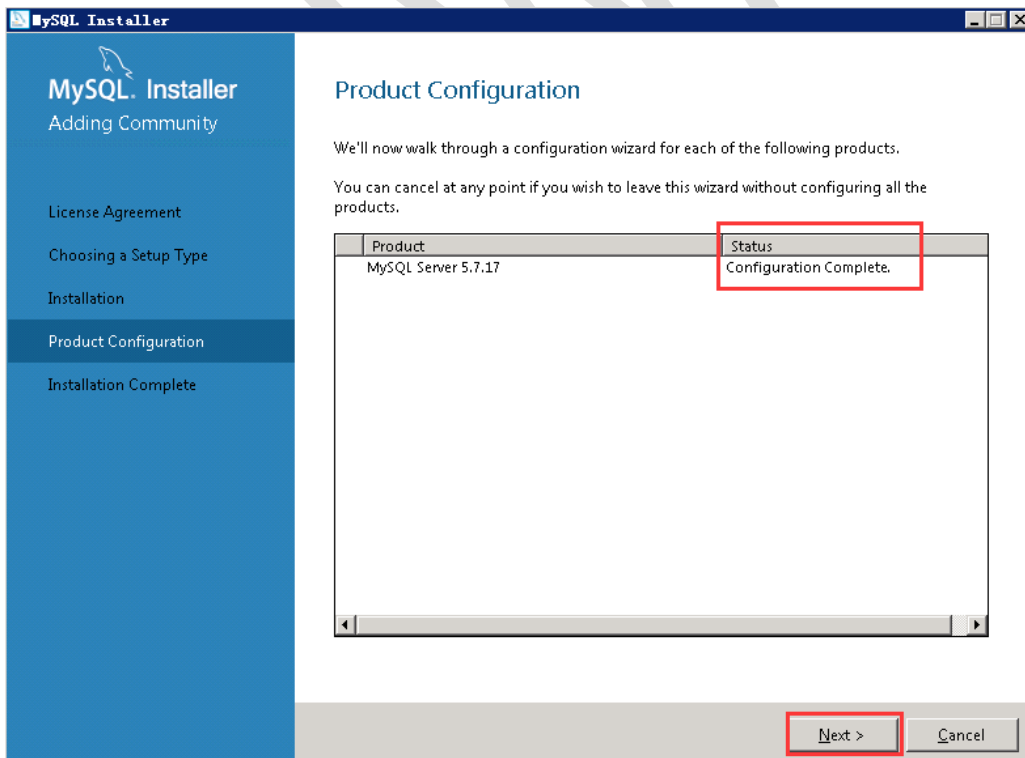 MySQL Installer
MySQL. Installer
Adding Community
License Agreement
Choosing a Setup Type
Installation
Product Configuration
Installation Complete
Product Configuration
We'll now walk through a configuration wizard for each of the following products.
You can cancel at any point if you wish to leave this wizard without configuring all the
products.
Product Status
MySQL Server 5.7.17 Configuration Complete.
Next > Cancel